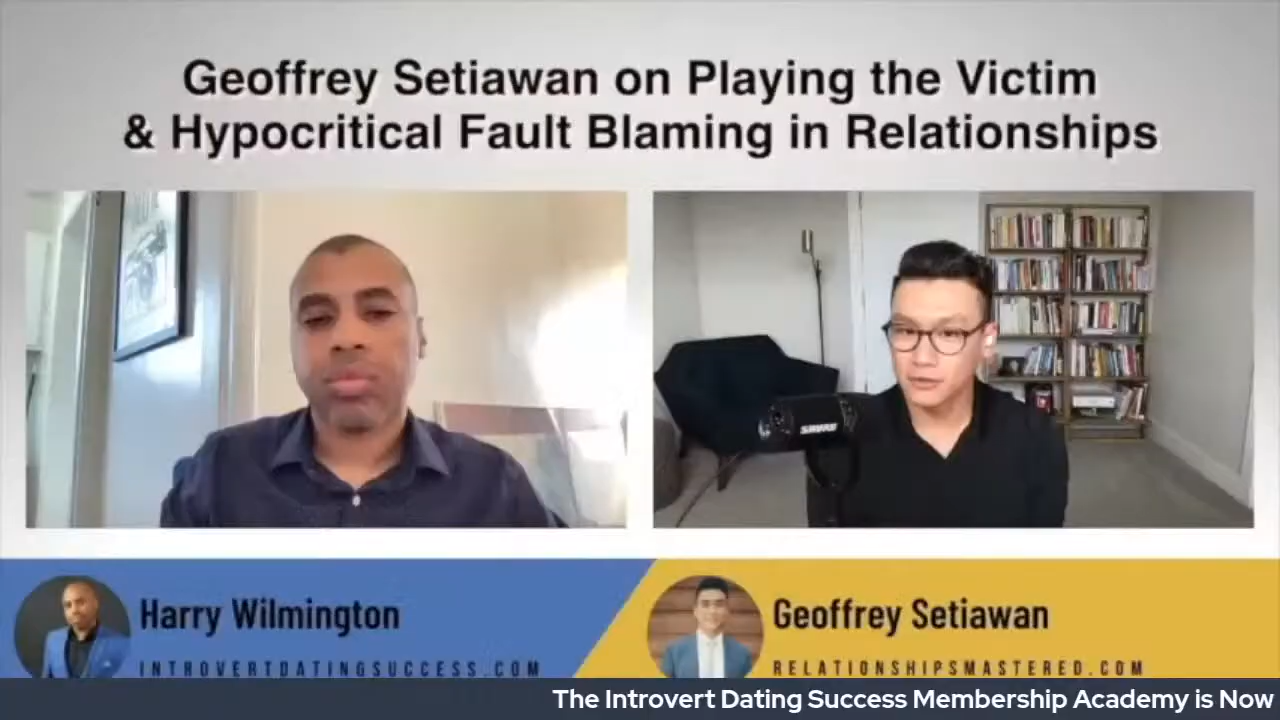 Geoffrey Setiawan on Playing the Victim
& Hypocritical Fault Blaming in Relationships
SHURE
Harry Wilmington
INTROVERTDATINGSUCCESS.COM
Geoffrey Setiawan
RELATIONSHIPSMASTERED.COM
The Introvert Dating Success Membership Academy is Now